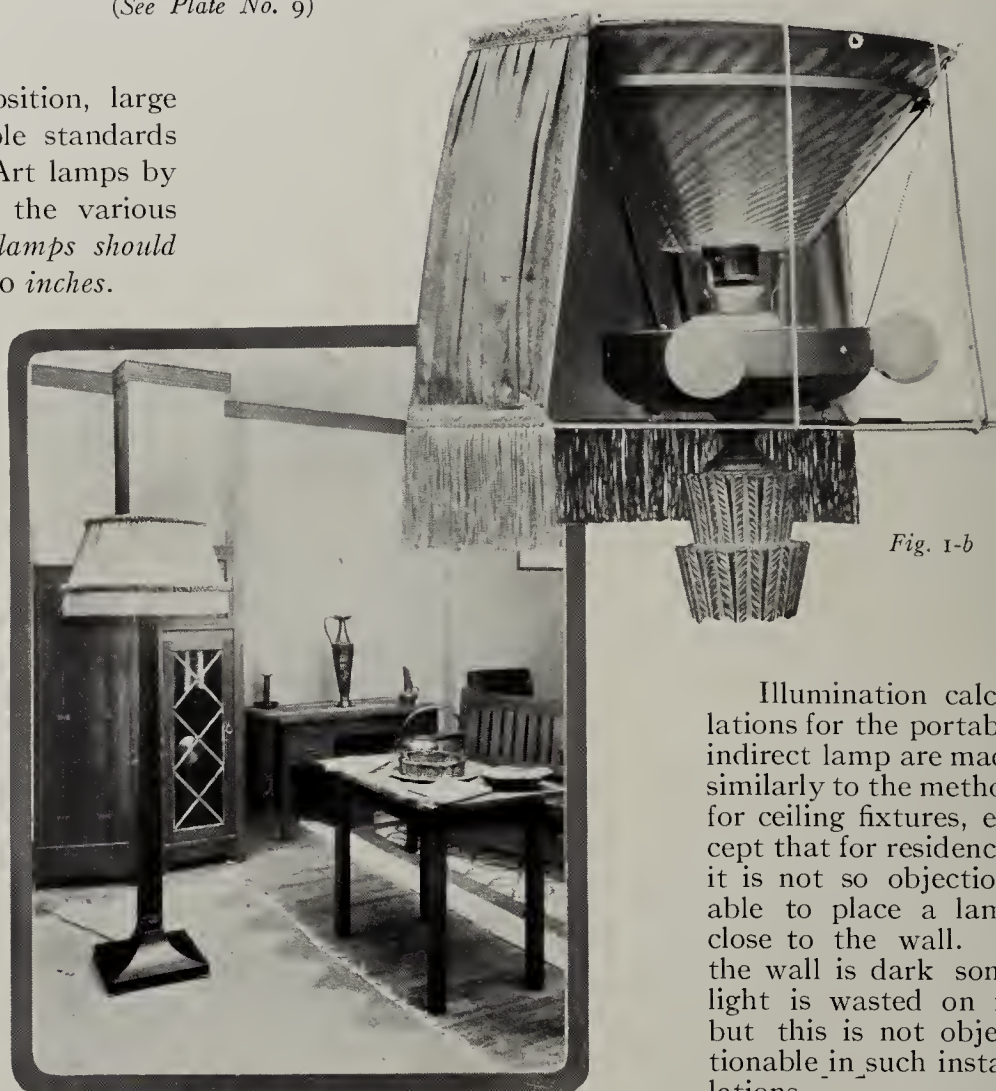 (See Plate No. 9)
osition, large
ole standards
Art lamps by
the various
lamps should
o inches.
Fig. 1-b
Illumination calc
lations for the portab
indirect lamp are mad
similarly to the metho
for ceiling fixtures, e
cept that for residenc
it is not so objectio
able to place a lam
close to the wall.
the wall is dark som
light is wasted on
but this is not obje
tionable in such insta
lations.